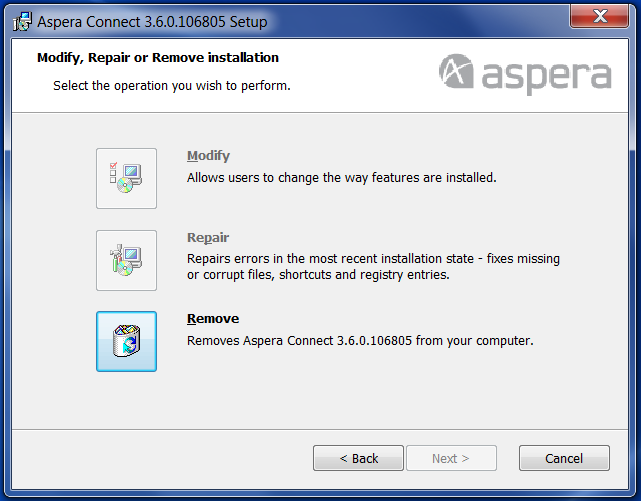 Aspera Connect 3.6.0.106805 Setup
Modify, Repair or Remove installation
Select the operation you wish to perform.
aspera
Modify
Allows users to change the way features are installed.
Repair
Repairs errors in the most recent installation state - fixes missing
or corrupt files, shortcuts and registry entries.
Remove
Removes Aspera Connect 3.6.0.106805 from your computer.
< Back
Next >
Cancel